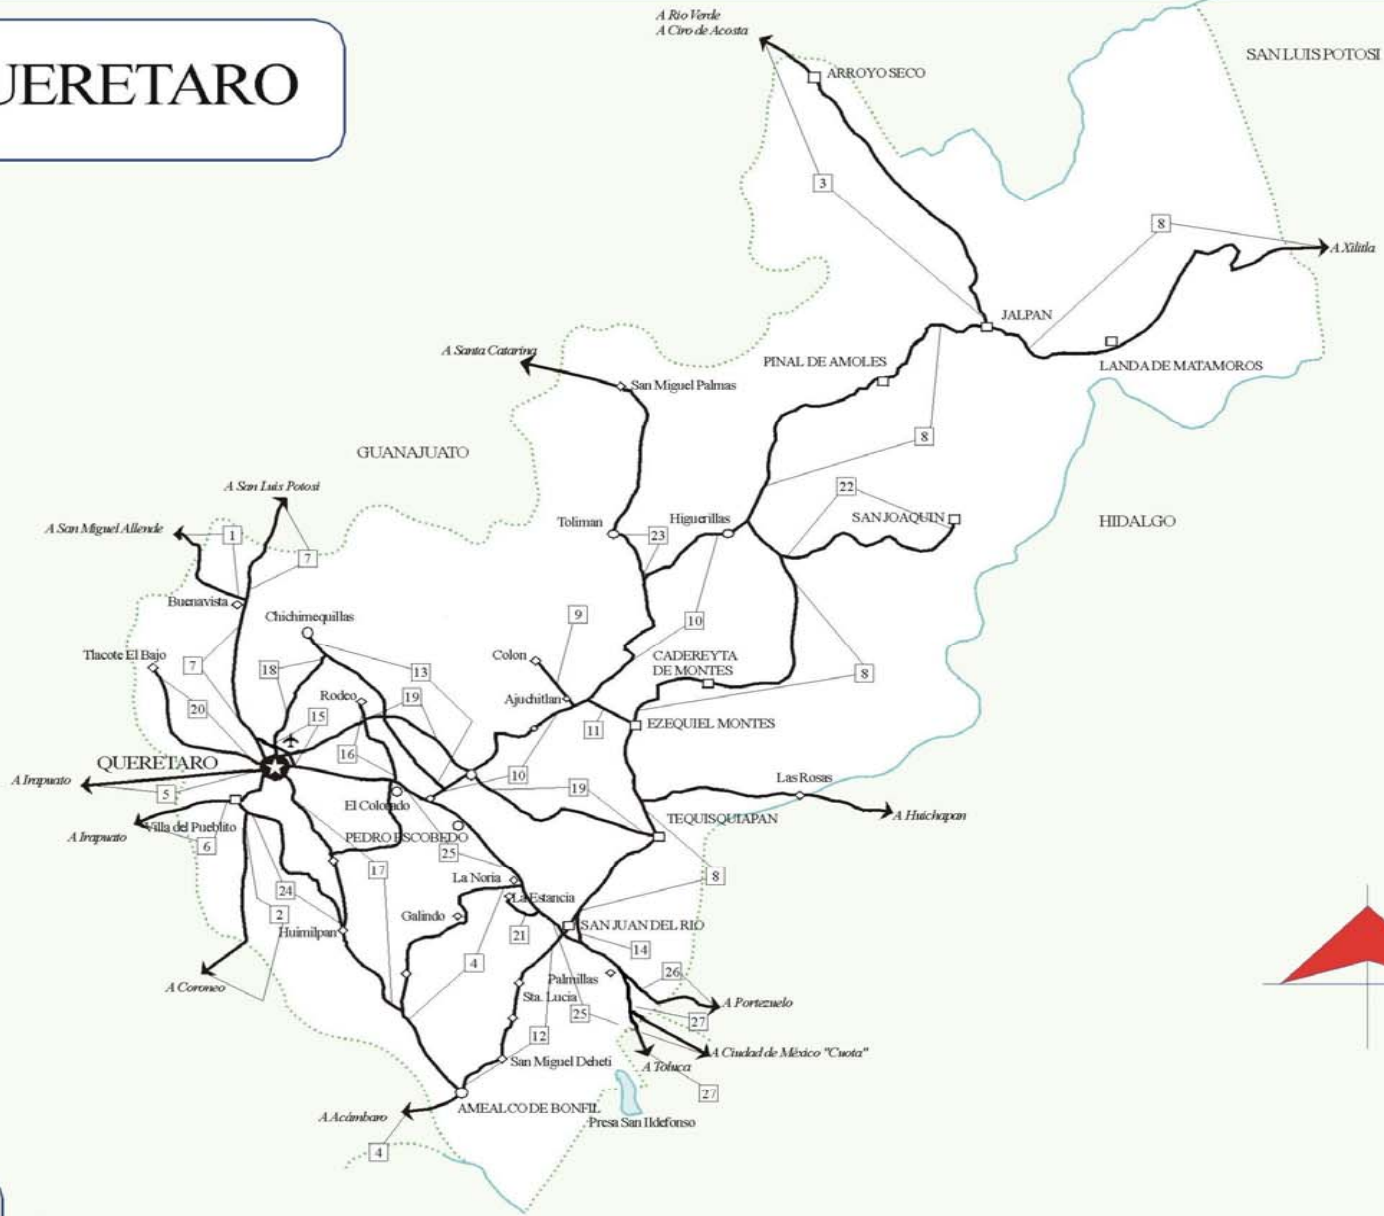 UERETARO
A Rio Verde
A Ciro de Acosta
SAN LUIS POTOSI
ARROYO SECO
3
8
A Xilitla
JALPAN
A Santa Catarina
PINAL DE AMOLES
LANDA DE MATAMOROS
San Miguel Palmas
8
GUANAJUATO
A San Luis Potosi
22
A San Miguel Allende
1
Toliman
23
Higuerillas
SAN JOAQUIN
HIDALGO
7
Buenavista
Chichimequillas
9
10
Tlacote El Bajo
7
18
13
Colon
CADEREYTA
DE MONTES
8
20
Rodeo
19
Ajuchitlan
15
11
EZEQUIEL MONTES
16
QUERETARO
10
19
Las Rosas
A Irapuato
5
El Colorado
A Huichapan
A Irapuato
Villa del Pueblito
6
PEDRO ESCOBEDO
TEQUISQUIAPAN
25
17
8
La Noria
24
La Estancia
2
Galindo
Huimilpan
21
SAN JUAN DEL RIO
14
4
26
A Coroneo
Palmillas
Sta. Lucia
A Portezuelo
25
27
12
San Miguel Deheti
A Ciudad de México "Cuota"
A Toluca
27
A Acámbaro
AMEALCO DE BONFIL
Presa San Ildefonso
4